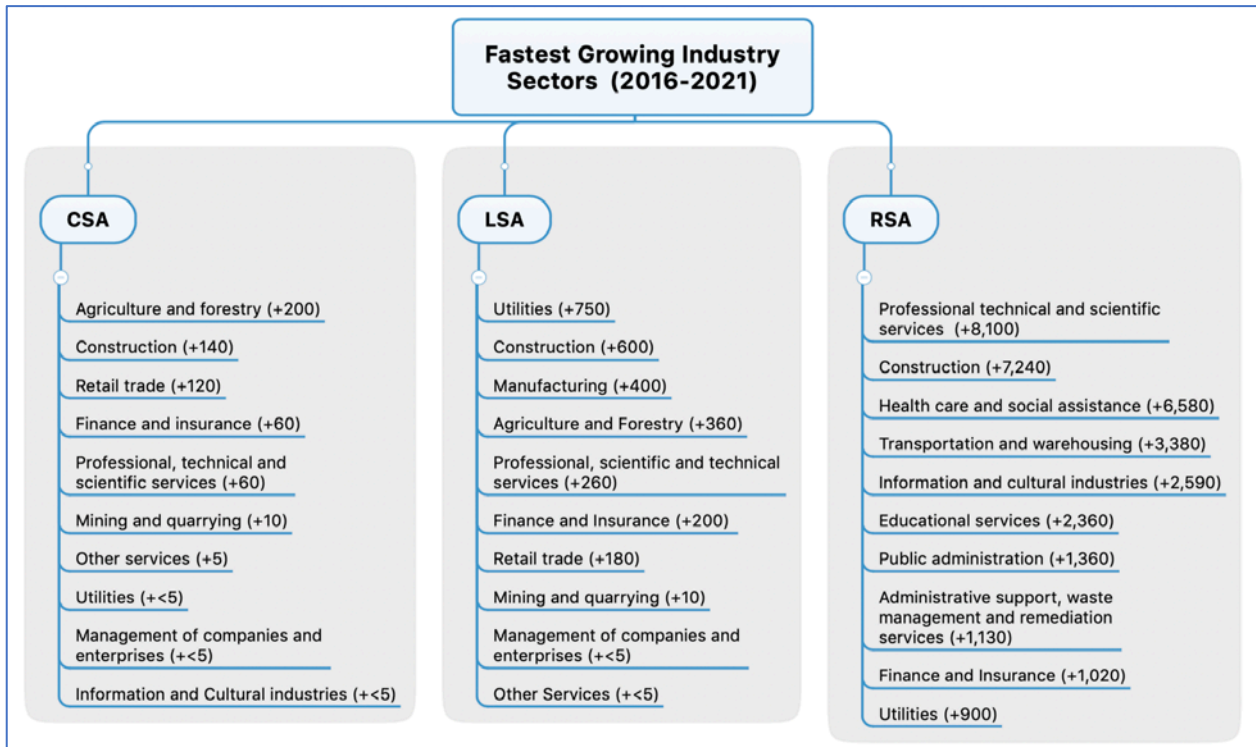 Fastest Growing Industry
Sectors (2016-2021)
CSA
Agriculture and forestry (+200)
Construction (+140)
Retail trade (+120)
Finance and insurance (+60)
Professional, technical and
scientific services (+60)
Mining and quarrying (+10)
Other services (+5)
Utilities (+<5)
Management of companies and
enterprises (+<5)
Information and Cultural industries (+<5)
LSA
Utilities (+750)
Construction (+600)
Manufacturing (+400)
Agriculture and Forestry (+360)
Professional, scientific and technical
services (+260)
Finance and Insurance (+200)
Retail trade (+180)
Mining and quarrying (+10)
Management of companies and
enterprises (+<5)
Other Services (+<5)
RSA
Professional technical and scientific
services (+8,100)
Construction (+7,240)
Health care and social assistance (+6,580)
Transportation and warehousing (+3,380)
Information and cultural industries (+2,590)
Educational services (+2,360)
Public administration (+1,360)
Administrative support, waste
management and remediation
services (+1,130)
Finance and Insurance (+1,020)
Utilities (+900)